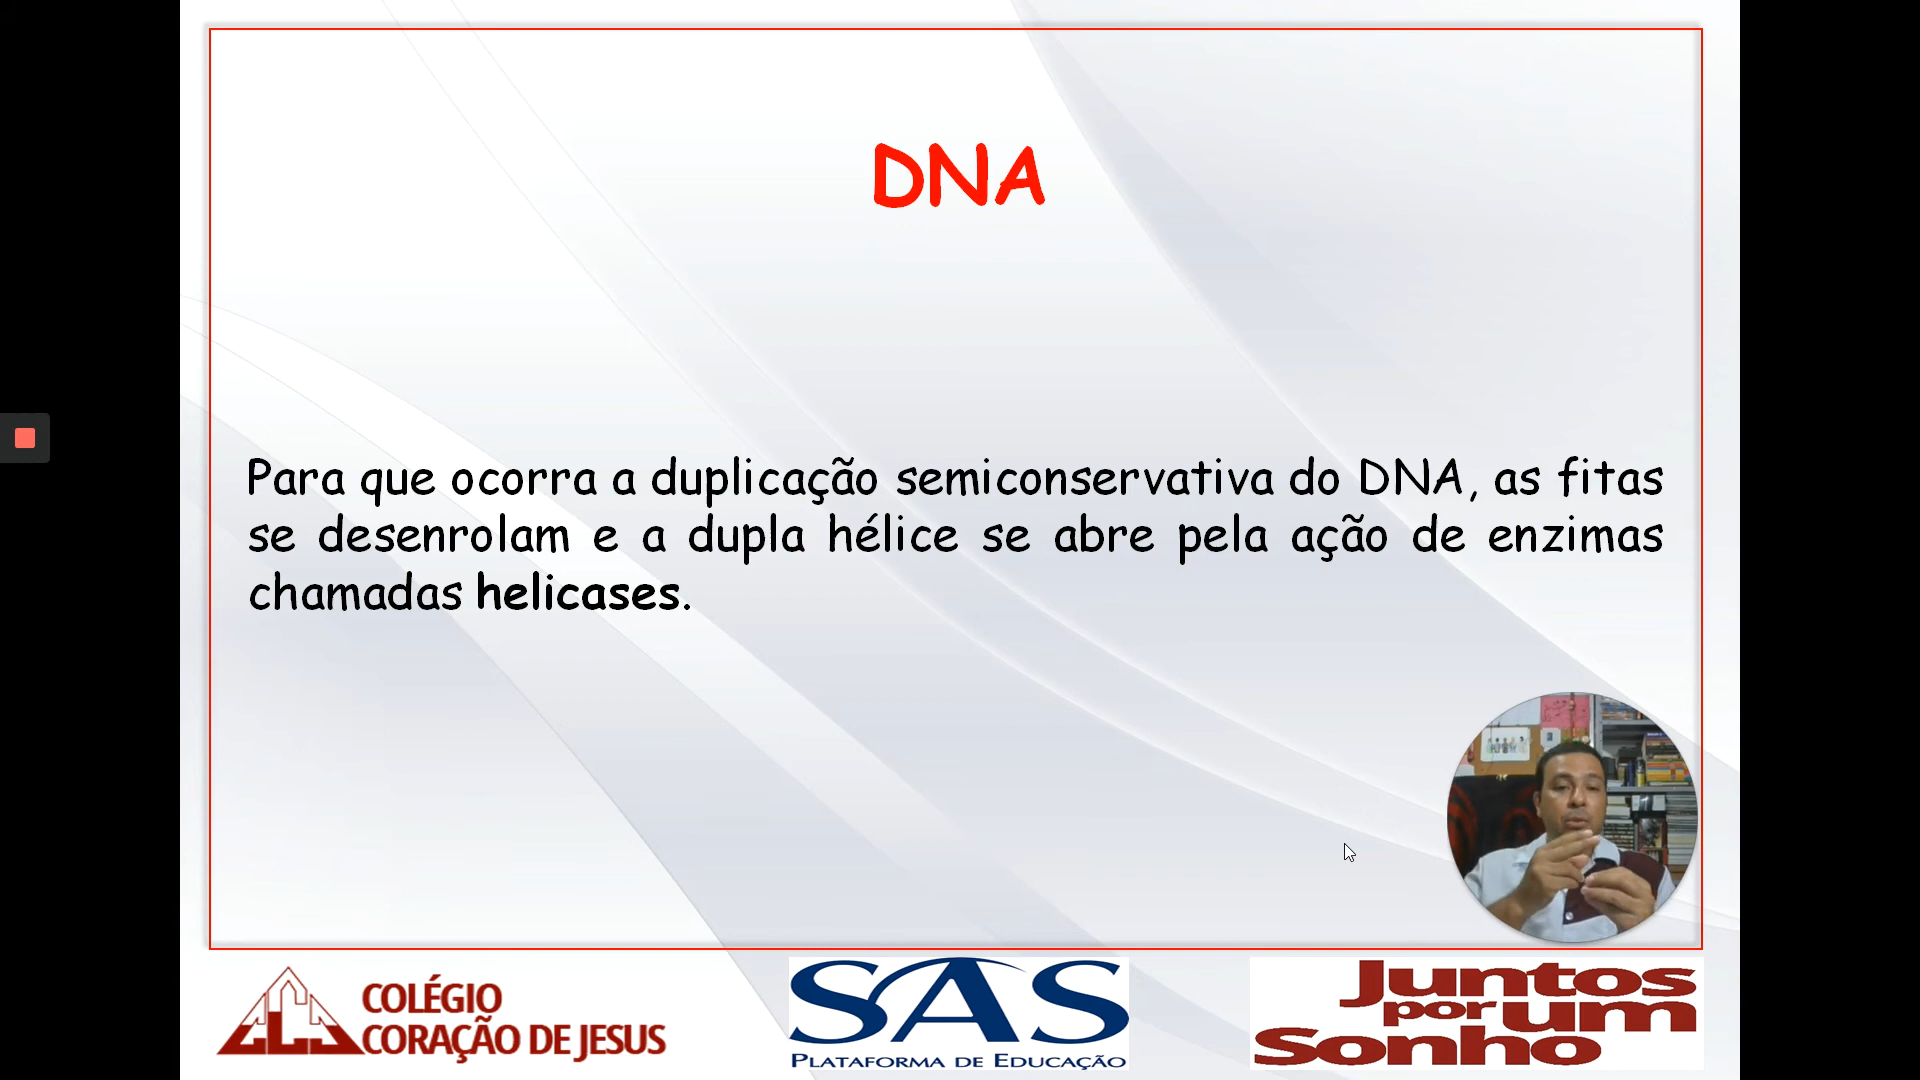 DNA
Para que ocorra a duplicação semiconservativa do DNA, as fitas
se desenrolam e a dupla hélice se abre pela ação de enzimas
chamadas helicases.
COLÉGIO
CORAÇÃO DE JESUS
SAS
PLATAFORMA DE EDUCAÇÃO
Juntos
por um
Sonho